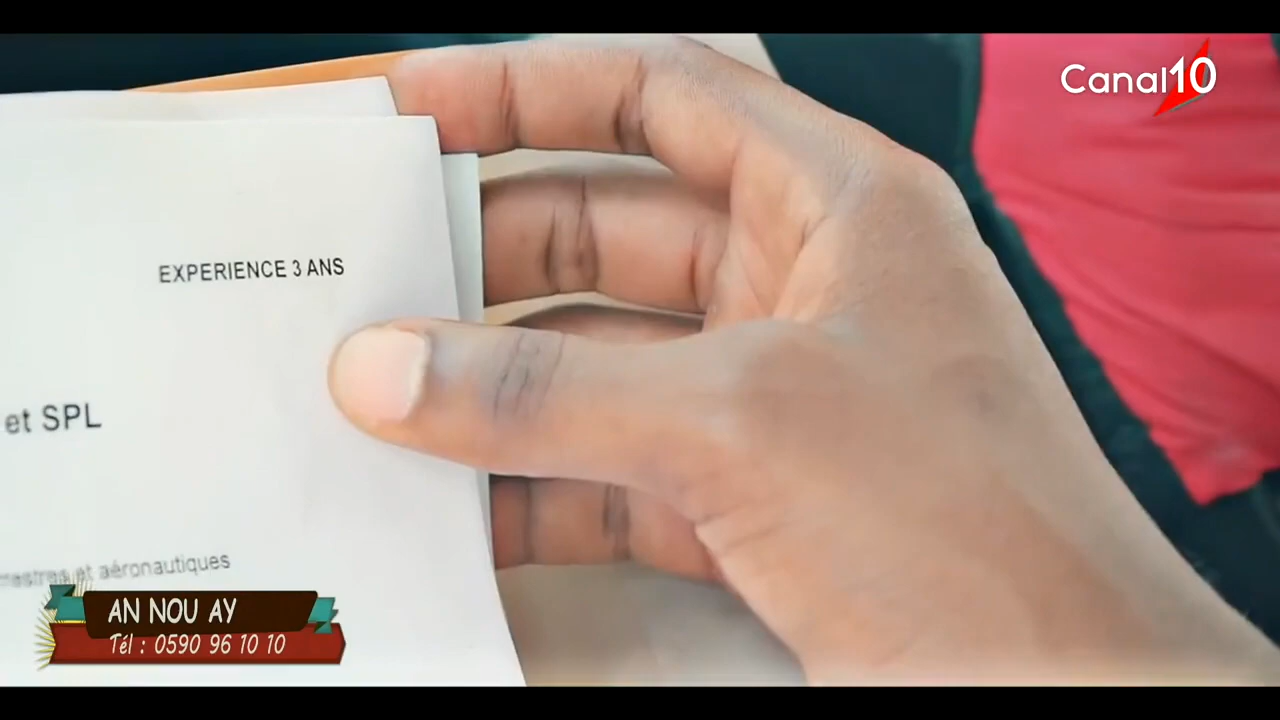 Canal10
EXPERIENCE 3 ANS
et SPL
et aéronautiques
AN NOU AY
Tél : 0590 96 10 10